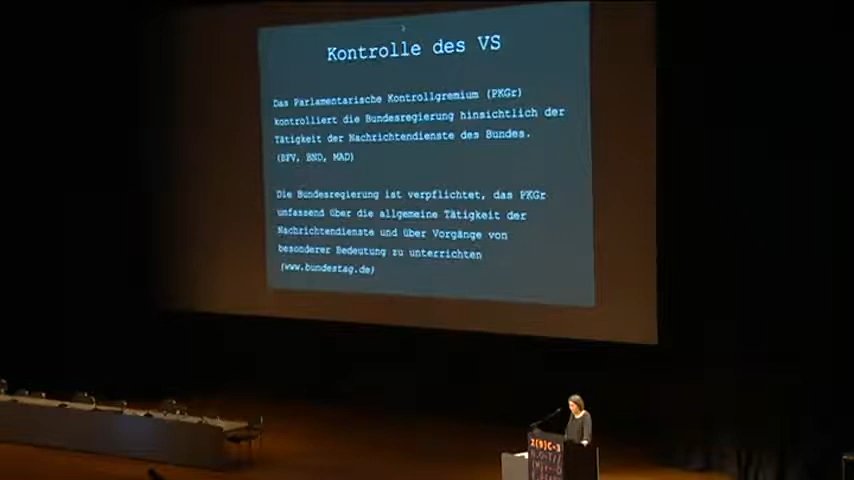 Kontrolle des VS
Das Parlamentarische Kontrollgremium (PKGr)
kontrolliert die Bundesregierung hinsichtlich der
Tätigkeit der Nachrichtendienste des Bundes.
(BFV, BND, MAD)
Die Bundesregierung ist verpflichtet, das PKGr
umfassend über die allgemeine Tätigkeit der
Nachrichtendienste und über Vorgänge von
besonderer Bedeutung zu unterrichten
(www.bundestag.de)